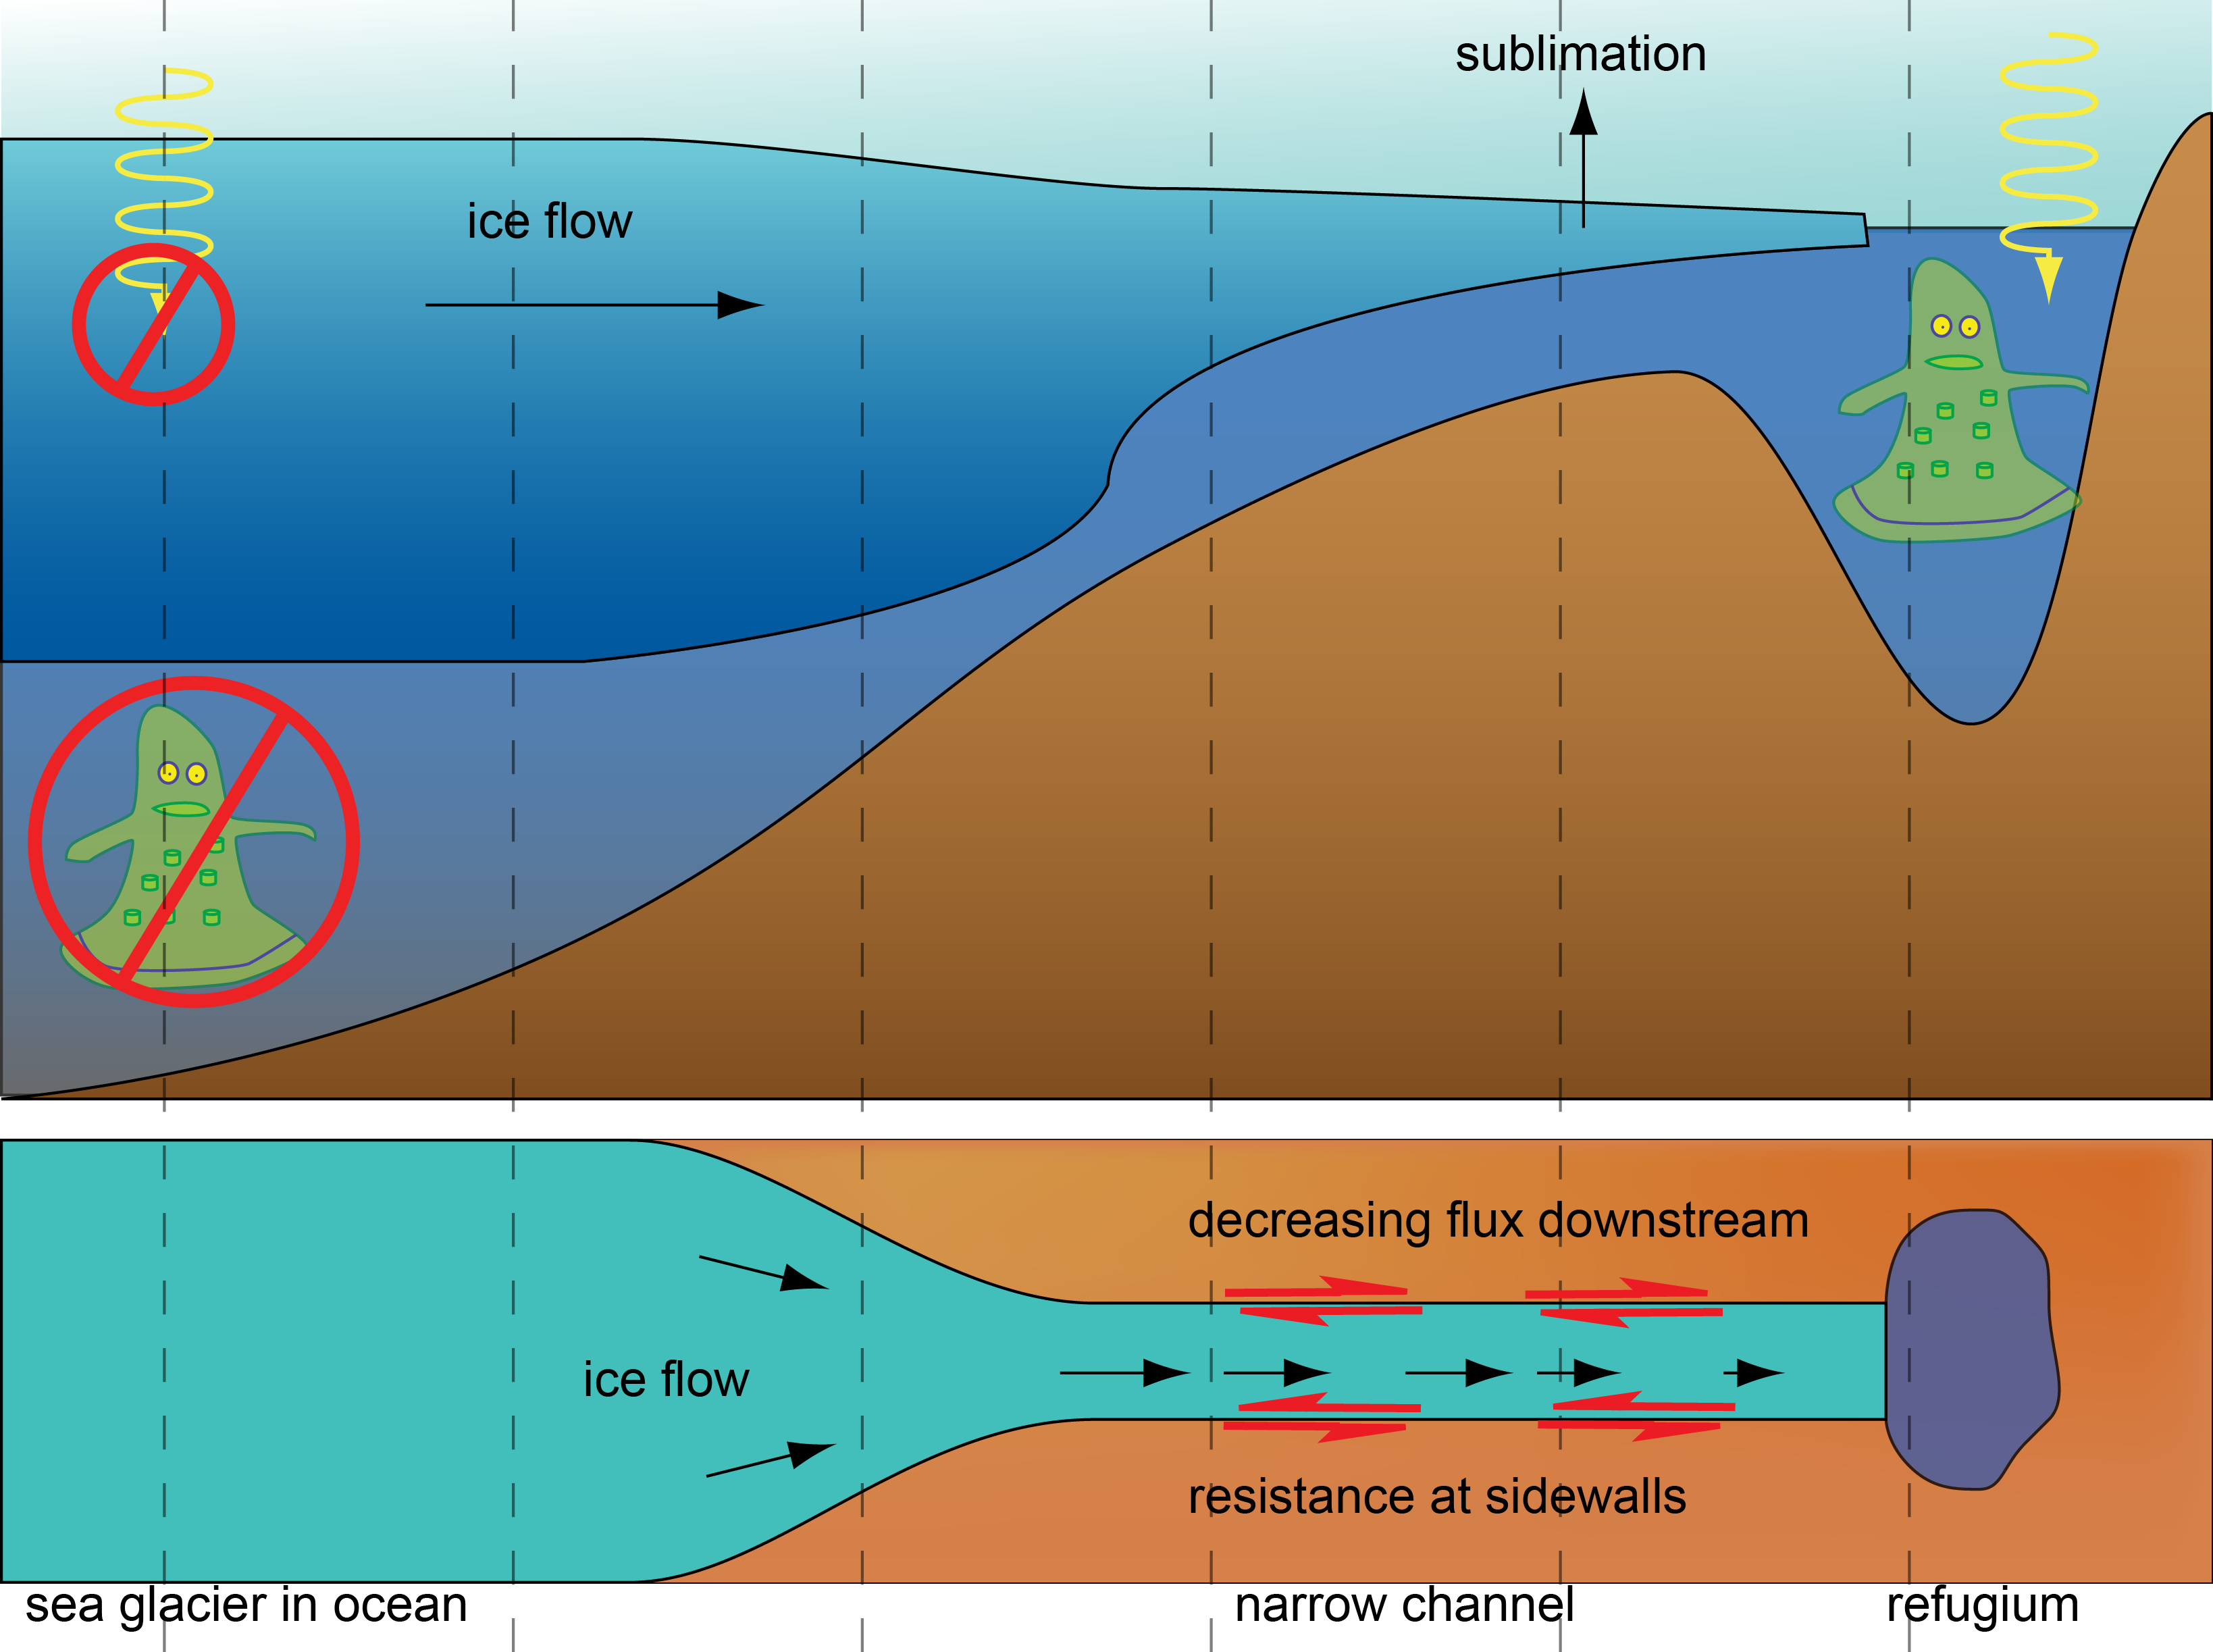 sublimation
ice flow
decreasing flux downstream
ice flow
resistance at sidewalls
sea glacier in ocean
narrow channel
refugium